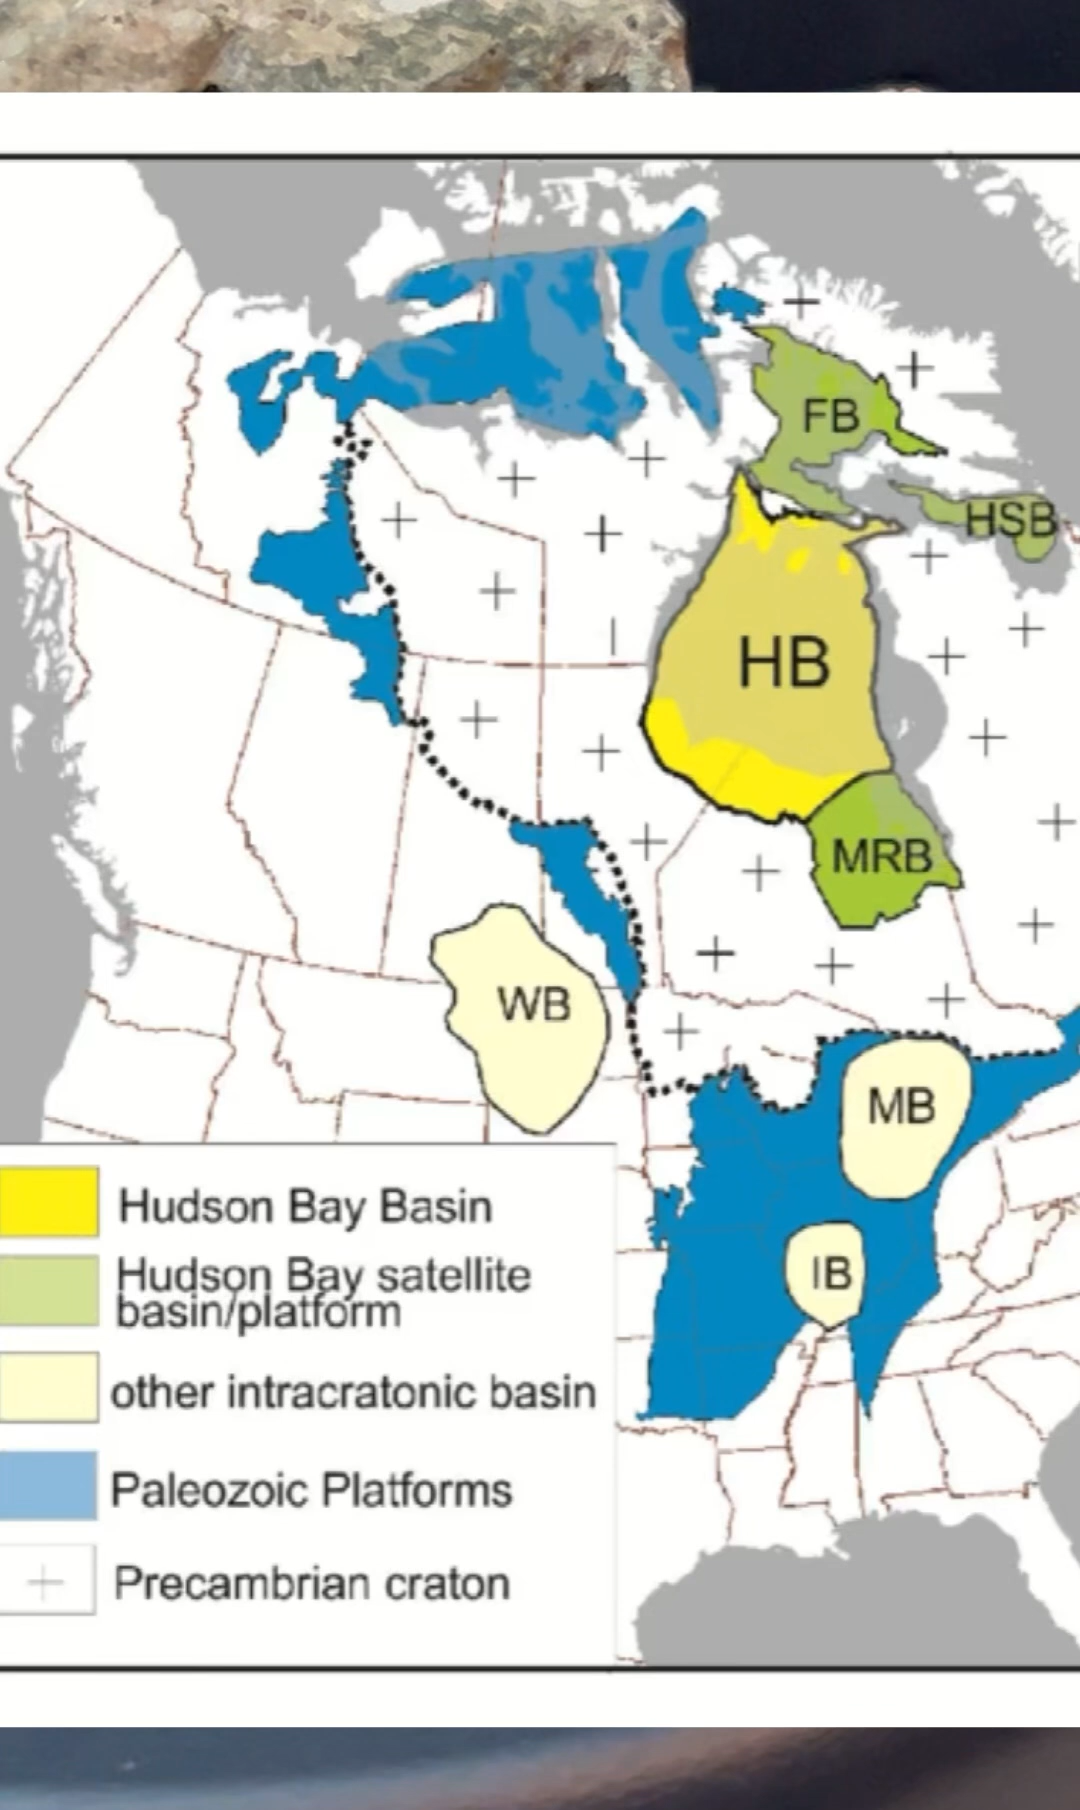 FB
HSB
HB
MRB
WB
MB
IB
Hudson Bay Basin
Hudson Bay satellite
basin/platform
other intracratonic basin
Paleozoic Platforms
Precambrian craton